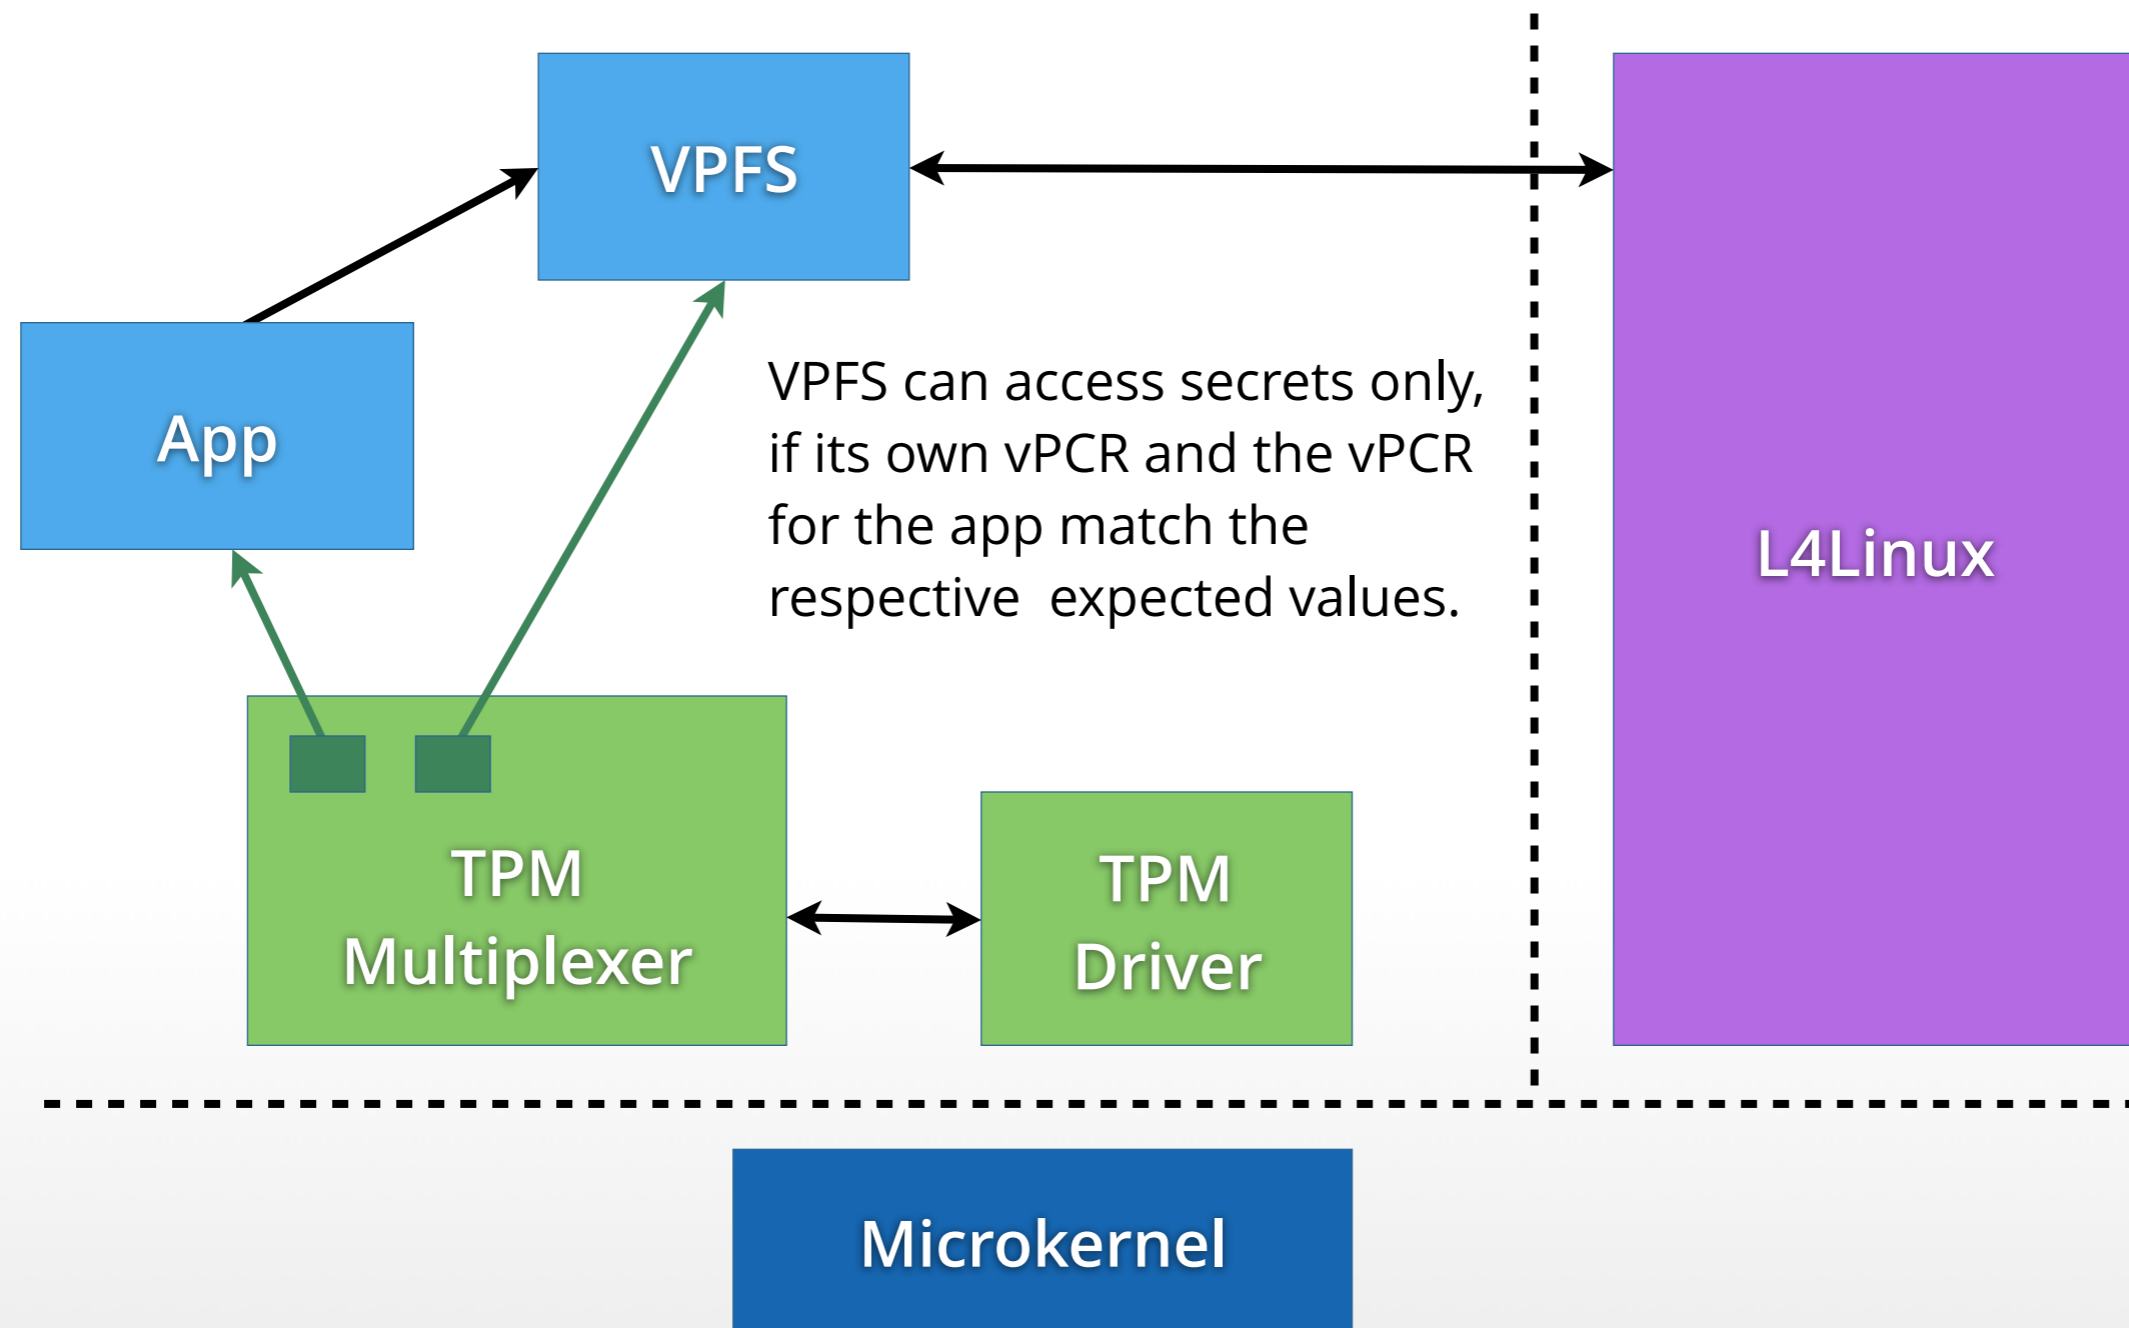 VPFS
App
VPFS can access secrets only,
if its own vPCR and the vPCR
for the app match the
respective  expected values.
L4Linux
TPM
Multiplexer
TPM
Driver
Microkernel